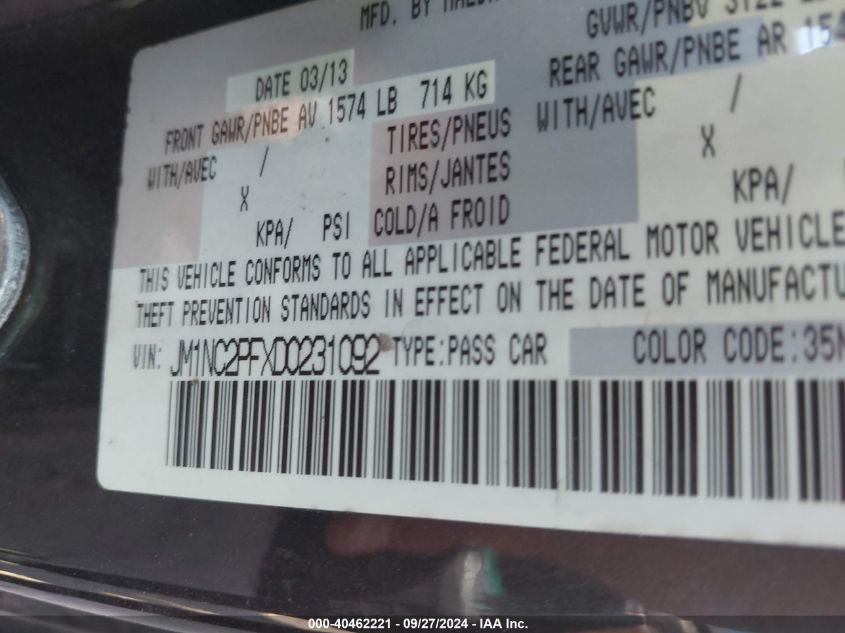 MFD. BY
GVWR/PNBV
DATE 03/13
REAR GAWR/PNBE AR 154
FRONT GAWR/PNBE AV 1574 LB 714 KG
WITH/AVEC /
TIRES/PNEUS
WITH/AVEC /
X
RIMS/JANTES
X
KPA/ PSI
COLD/A FROID
KPA/
THIS VEHICLE CONFORMS TO ALL APPLICABLE FEDERAL MOTOR VEHICLE
THEFT PREVENTION STANDARDS IN EFFECT ON THE DATE OF MANUFACTU
VIN: JM1NC2PFXD0231092 TYPE:PASS CAR COLOR CODE:35N
000-40462221 - 09/27/2024 - IAA Inc.